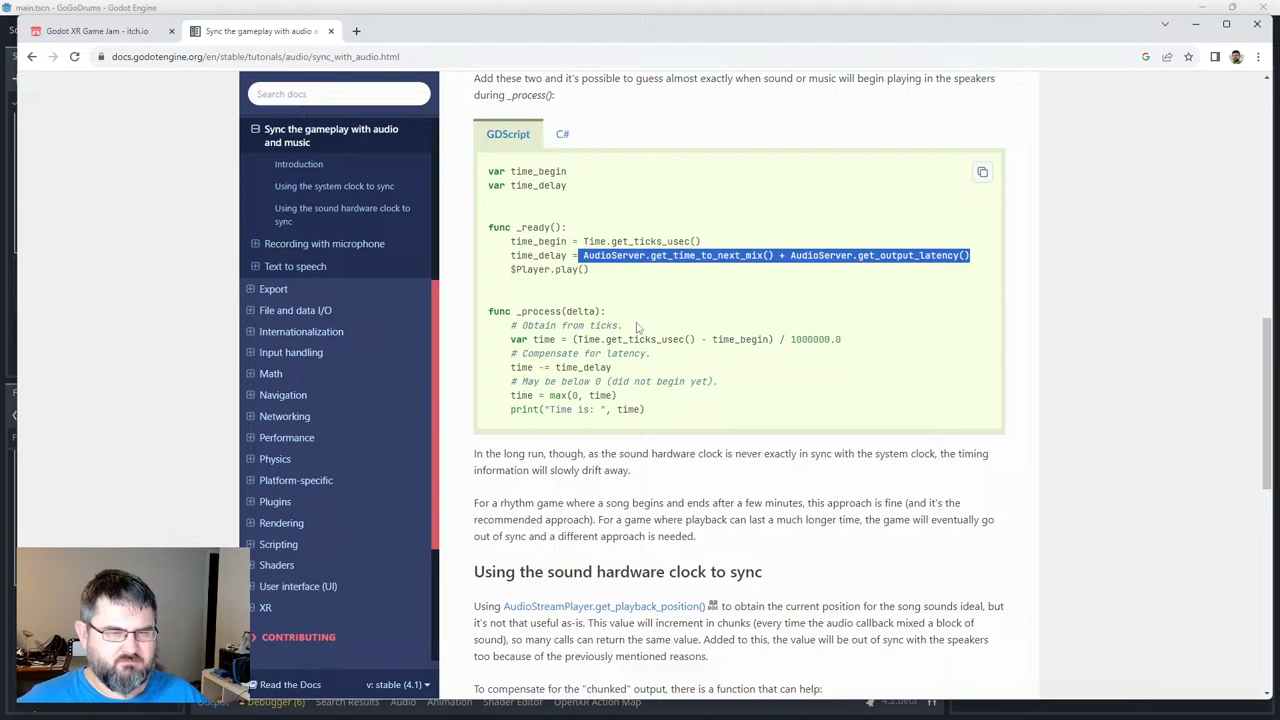 main.tscn - GoGoDrums - Godot Engine
Godot XR Game Jam - itch.io
Sync the gameplay with audio a
docs.godotengine.org/en/stable/tutorials/audio/sync_with_audio.html
Search docs
Sync the gameplay with audio
and music
Introduction
Using the system clock to sync
Using the sound hardware clock to
sync
Recording with microphone
Text to speech
Export
File and data I/O
Internationalization
Input handling
Math
Navigation
Networking
Performance
Physics
Platform-specific
Plugins
Rendering
Scripting
Shaders
User interface (UI)
XR
CONTRIBUTING
Read the Docs
v: stable (4.1)
Add these two and it's possible to guess almost exactly when sound or music will begin playing in the speakers
during _process():
GDScript
C#
var time_begin
var time_delay
func _ready():
time_begin = Time.get_ticks_usec()
time_delay = AudioServer.get_time_to_next_mix() + AudioServer.get_output_latency()
$Player.play()
func _process(delta):
# Obtain from ticks.
var time = (Time.get_ticks_usec() - time_begin) / 1000000.0
# Compensate for latency.
time -= time_delay
# May be below 0 (did not begin yet).
time = max(0, time)
print("Time is: ", time)
In the long run, though, as the sound hardware clock is never exactly in sync with the system clock, the timing
information will slowly drift away.
For a rhythm game where a song begins and ends after a few minutes, this approach is fine (and it's the
recommended approach). For a game where playback can last a much longer time, the game will eventually go
out of sync and a different approach is needed.
Using the sound hardware clock to sync
Using AudioStreamPlayer.get_playback_position() to obtain the current position for the song sounds ideal, but
it's not that useful as-is. This value will increment in chunks (every time the audio callback mixed a block of
sound), so many calls can return the same value. Added to this, the value will be out of sync with the speakers
too because of the previously mentioned reasons.
To compensate for the "chunked" output, there is a function that can help:
Output Debugger (6) Search Results Audio Animation Shader Editor OpenXR Action Map
4.2.beta